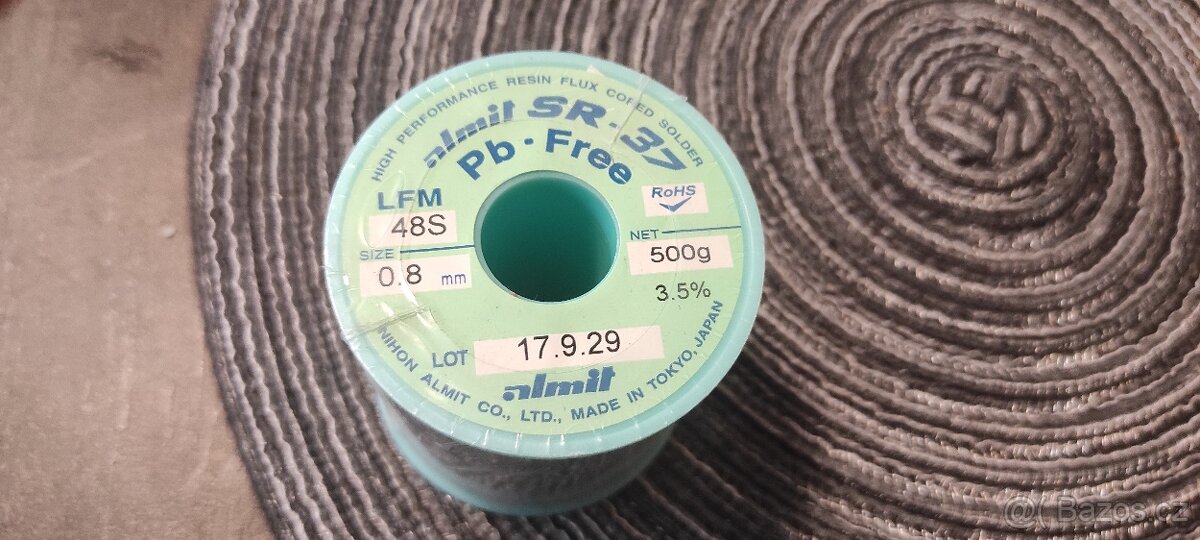 HIGH PERFORMANCE RESIN FLUX CORED SOLDER
almit SR-37
Pb·Free
LFM
48S
RoHS
SIZE
0.8 mm
NET
500g
3.5%
LOT 17.9.29
almit
NIHON ALMIT CO., LTD., MADE IN TOKYO, JAPAN
@( Bazos.cz